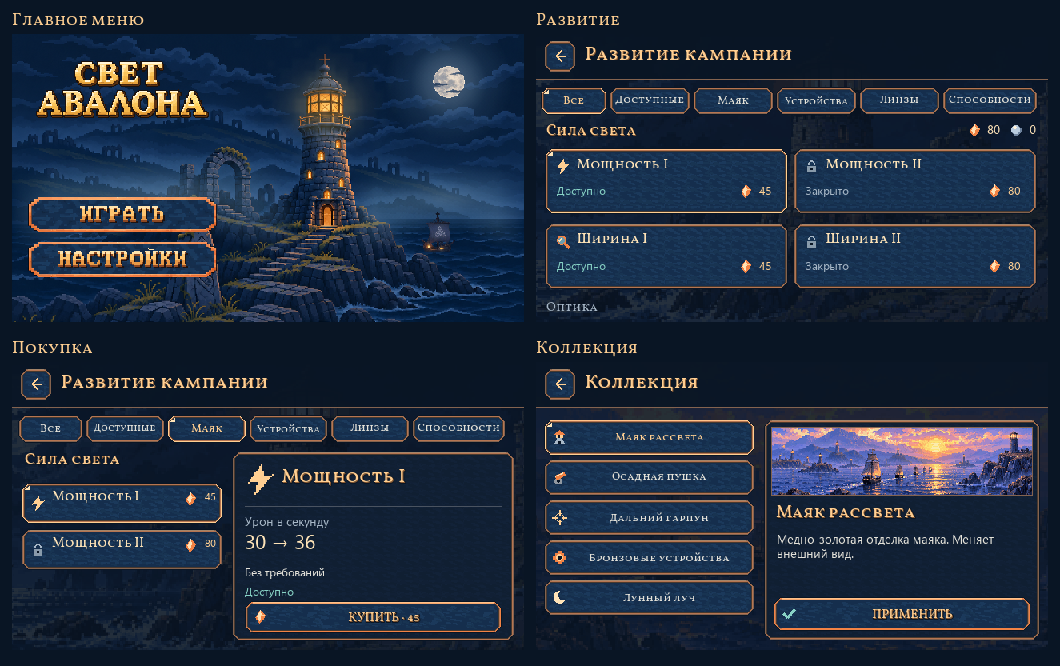 Главное меню
СВЕТ
АВАЛОНА
ИГРАТЬ
НАСТРОЙКИ
Развитие
Развитие кампании
Все
Доступные
Маяк
Устройства
Линзы
Способности
Сила света
80
0
Мощность I
Доступно
45
Мощность II
Закрыто
80
Ширина I
Доступно
45
Ширина II
Закрыто
80
Оптика
Покупка
Развитие кампании
Все
Доступные
Маяк
Устройства
Линзы
Способности
Сила света
Мощность I
45
Мощность II
80
Мощность I
Урон в секунду
30 → 36
Без требований
Доступно
КУПИТЬ · 45
Коллекция
Коллекция
Маяк рассвета
Осадная пушка
Дальний гарпун
Бронзовые устройства
Лунный луч
Маяк рассвета
Медно-золотая отделка маяка. Меняет
внешний вид.
ПРИМЕНИТЬ